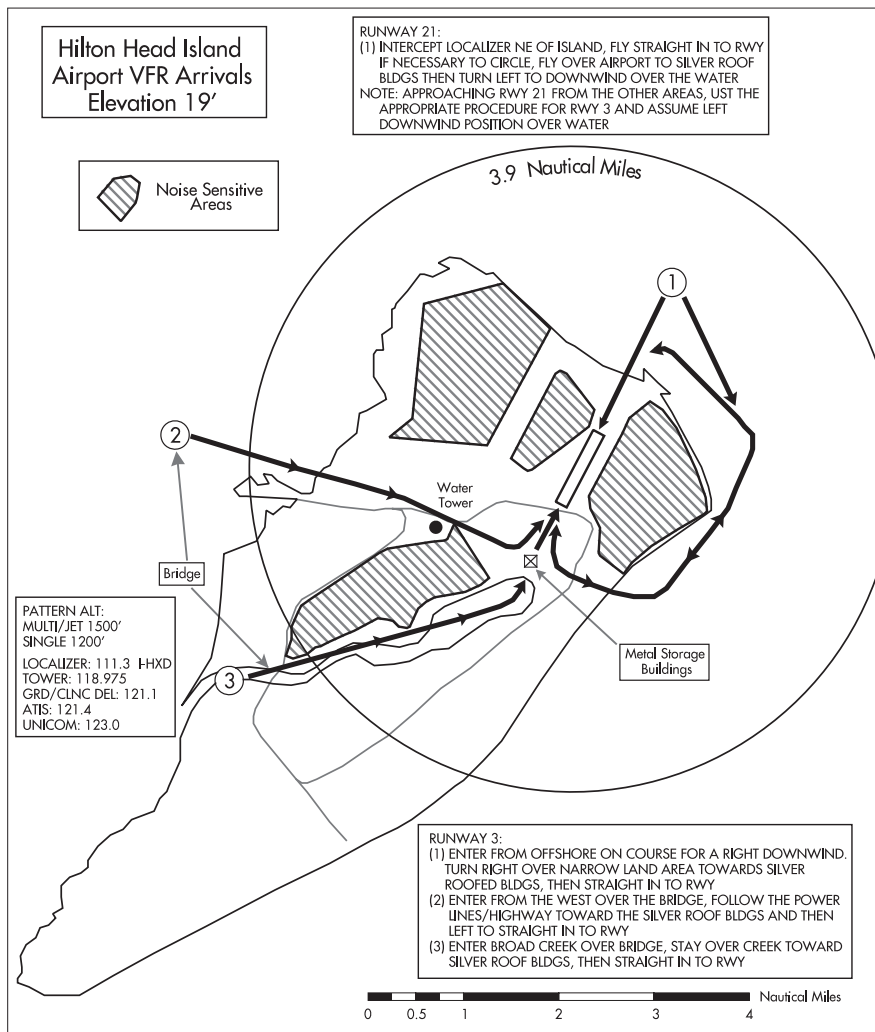 Hilton Head Island
Airport VFR Arrivals
Elevation 19’
RUNWAY 21:
(1) INTERCEPT LOCALIZER NE OF ISLAND, FLY STRAIGHT IN TO RWY
IF NECESSARY TO CIRCLE, FLY OVER AIRPORT TO SILVER ROOF
BLDGS THEN TURN LEFT TO DOWNWIND OVER THE WATER
NOTE: APPROACHING RWY 21 FROM THE OTHER AREAS, UST THE
APPROPRIATE PROCEDURE FOR RWY 3 AND ASSUME LEFT
DOWNWIND POSITION OVER WATER
Noise Sensitive
Areas
3.9 Nautical Miles
1
2
Water
Tower
Bridge
PATTERN ALT:
MULTI/JET 1500’
SINGLE 1200’
LOCALIZER: 111.3 I-HXD
TOWER: 118.975
GRD/CLNC DEL: 121.1
ATIS: 121.4
UNICOM: 123.0
3
Metal Storage
Buildings
RUNWAY 3:
(1) ENTER FROM OFFSHORE ON COURSE FOR A RIGHT DOWNWIND.
TURN RIGHT OVER NARROW LAND AREA TOWARDS SILVER
ROOFED BLDGS, THEN STRAIGHT IN TO RWY
(2) ENTER FROM THE WEST OVER THE BRIDGE, FOLLOW THE POWER
LINES/HIGHWAY TOWARD THE SILVER ROOF BLDGS AND THEN
LEFT TO STRAIGHT IN TO RWY
(3) ENTER BROAD CREEK OVER BRIDGE, STAY OVER CREEK TOWARD
SILVER ROOF BLDGS, THEN STRAIGHT IN TO RWY
Nautical Miles
0 0.5 1 2 3 4